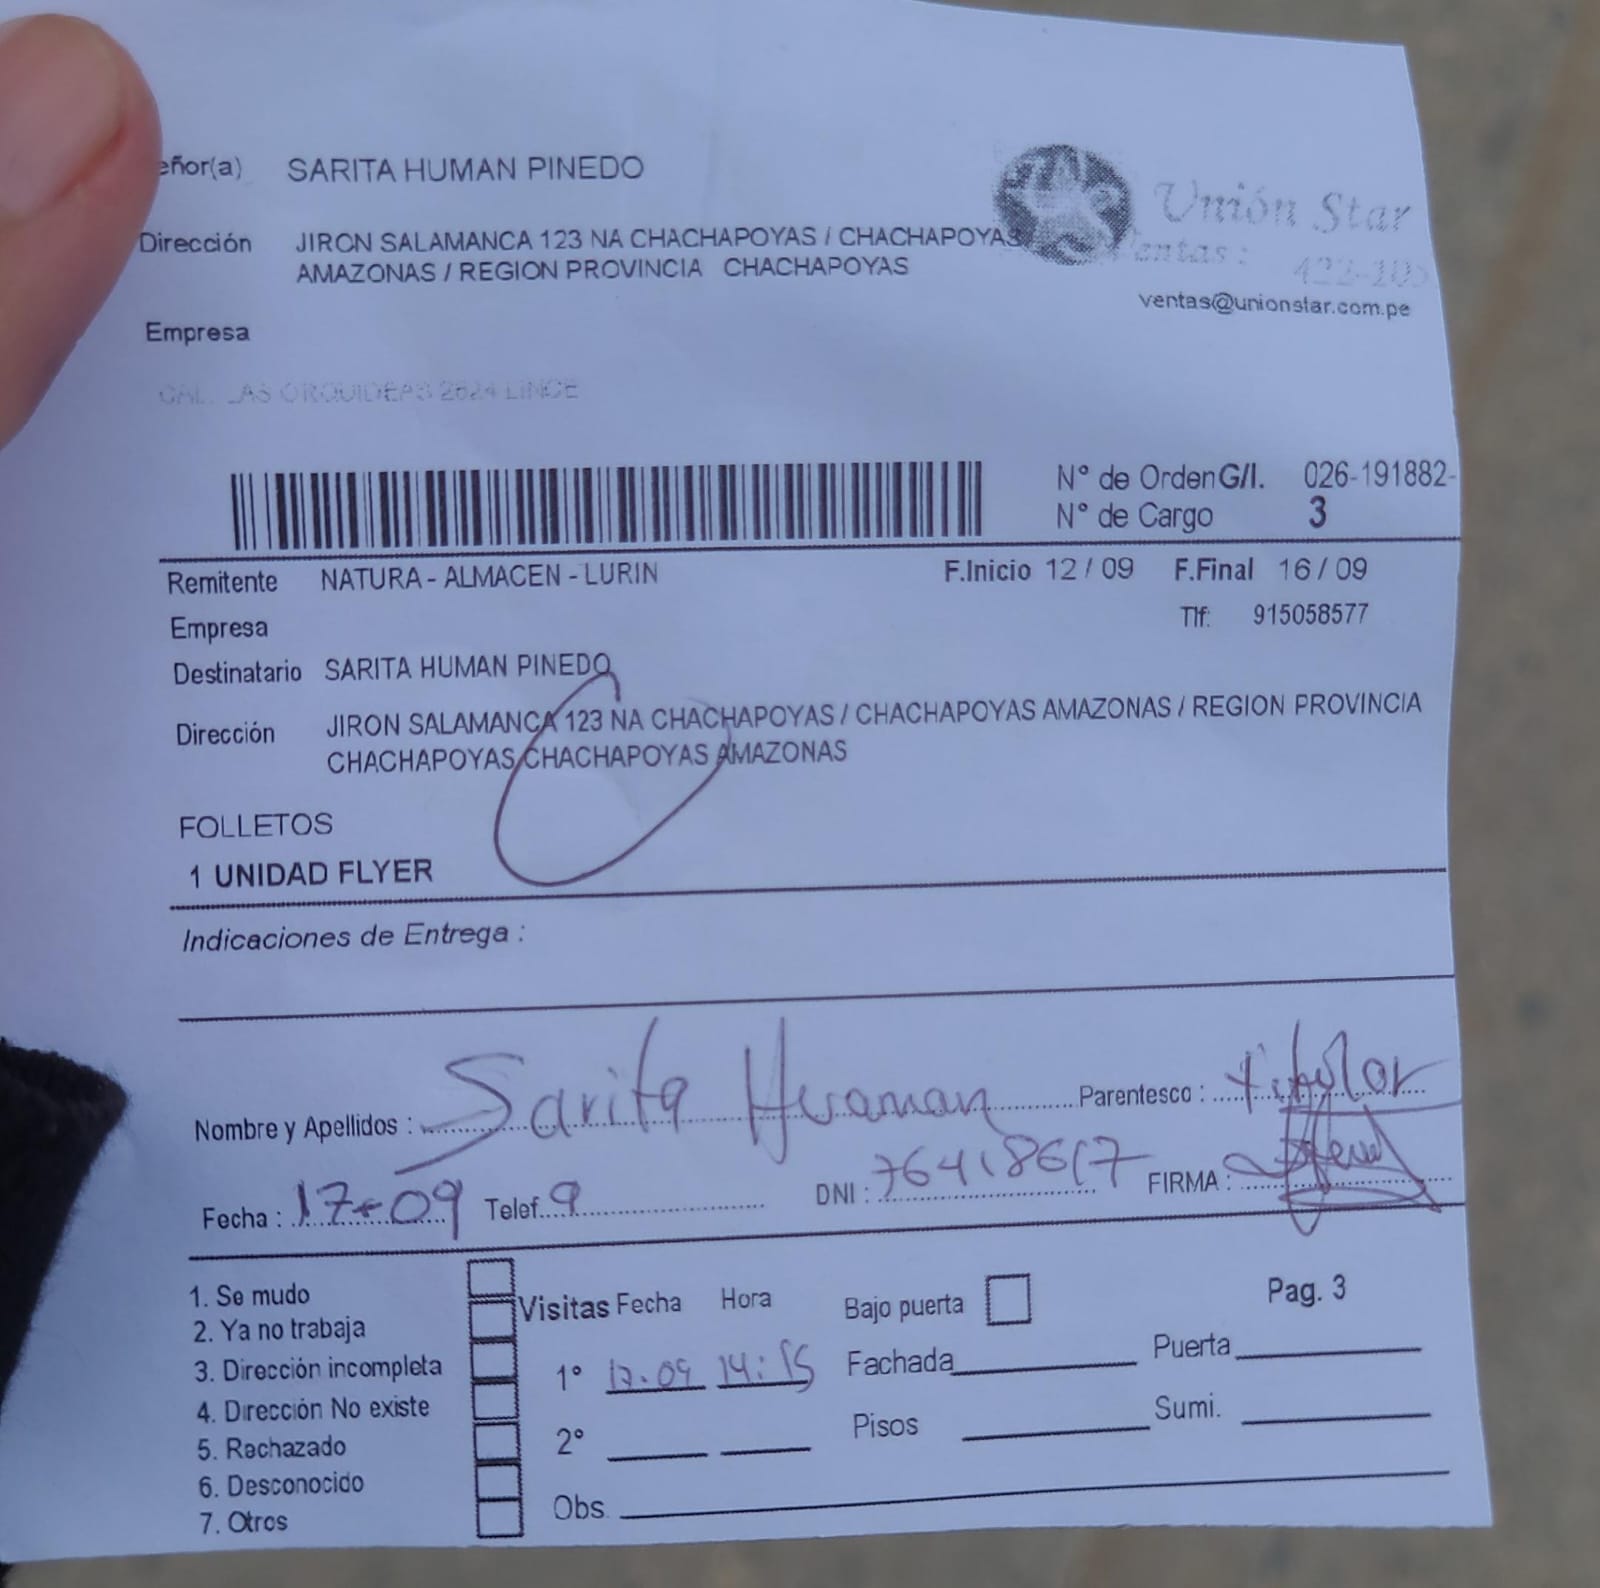 eñor(a) SARITA HUMAN PINEDO
Unión Star
Dirección JIRON SALAMANCA 123 NA CHACHAPOYAS / CHACHAPOYAS
Ventas:
AMAZONAS / REGION PROVINCIA CHACHAPOYAS
ventas@unionstar.com.pe
Empresa
CAL. LAS ORQUIDEAS 2624 LINCE
N° de Orden G/I. 026-191882-
N° de Cargo 3
Remitente NATURA - ALMACEN - LURIN F.Inicio 12 / 09 F.Final 16 / 09
Empresa Tlf: 915058577
Destinatario SARITA HUMAN PINEDO
Dirección JIRON SALAMANCA 123 NA CHACHAPOYAS / CHACHAPOYAS AMAZONAS / REGION PROVINCIA
CHACHAPOYAS CHACHAPOYAS AMAZONAS
FOLLETOS
1 UNIDAD FLYER
Indicaciones de Entrega :
Nombre y Apellidos : Sarita Huaman Parentesco : titular
Fecha : 17-09 Telef. 9 DNI : FIRMA :
1. Se mudo
2. Ya no trabaja
3. Dirección incompleta
4. Dirección No existe
5. Rechazado
6. Desconocido
7. Otros
Visitas Fecha Hora Bajo puerta Pag. 3
1° 17.09 14:15 Fachada Puerta
2° Pisos Sumi.
Obs.